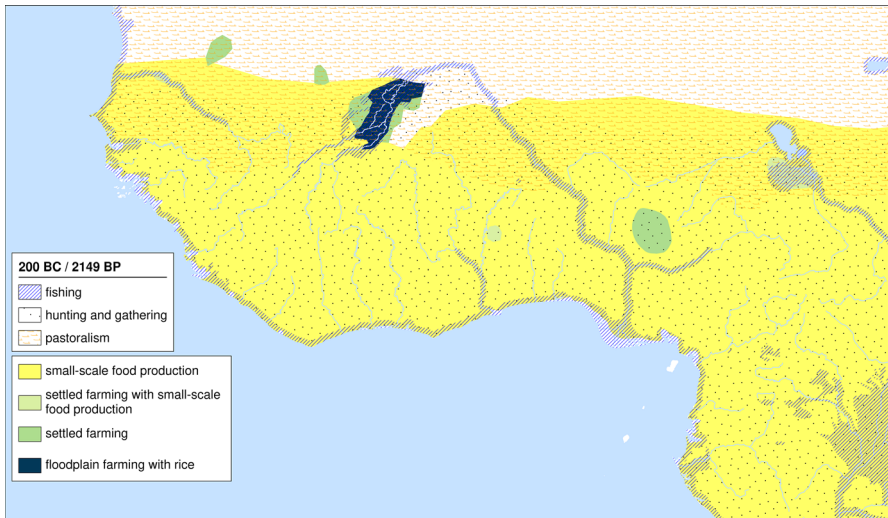 200 BC / 2149 BP
fishing
hunting and gathering
pastoralism
small-scale food production
settled farming with small-scale
food production
settled farming
floodplain farming with rice